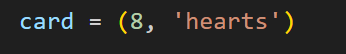 card = (8, 'hearts')